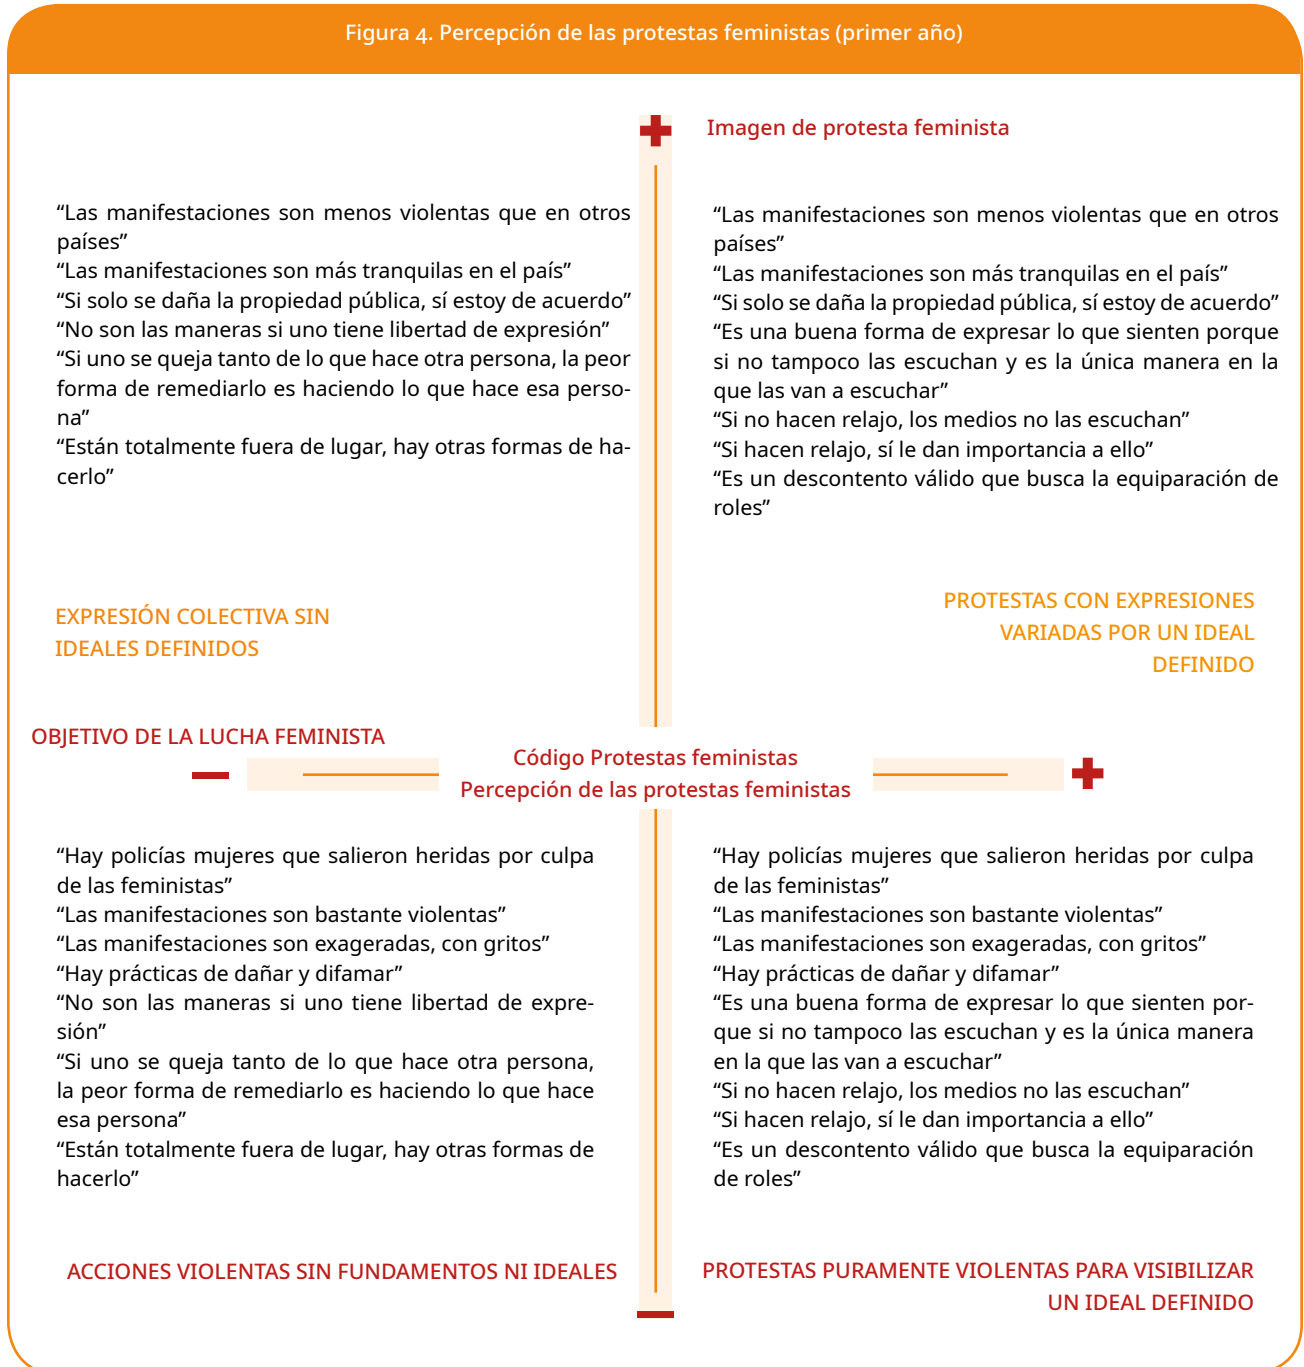 Figura 4. Percepción de las protestas feministas (primer año)
Imagen de protesta feminista
“Las manifestaciones son menos violentas que en otros
países”
“Las manifestaciones son más tranquilas en el país”
“Si solo se daña la propiedad pública, sí estoy de acuerdo”
“No son las maneras si uno tiene libertad de expresión”
“Si uno se queja tanto de lo que hace otra persona, la peor
forma de remediarlo es haciendo lo que hace esa perso-
na”
“Están totalmente fuera de lugar, hay otras formas de ha-
cerlo”
EXPRESIÓN COLECTIVA SIN
IDEALES DEFINIDOS
“Las manifestaciones son menos violentas que en otros
países”
“Las manifestaciones son más tranquilas en el país”
“Si solo se daña la propiedad pública, sí estoy de acuerdo”
“Es una buena forma de expresar lo que sienten porque
si no tampoco las escuchan y es la única manera en la
que las van a escuchar”
“Si no hacen relajo, los medios no las escuchan”
“Si hacen relajo, sí le dan importancia a ello”
“Es un descontento válido que busca la equiparación de
roles”
PROTESTAS CON EXPRESIONES
VARIADAS POR UN IDEAL
DEFINIDO
OBJETIVO DE LA LUCHA FEMINISTA
Código Protestas feministas
Percepción de las protestas feministas
“Hay policías mujeres que salieron heridas por culpa
de las feministas”
“Las manifestaciones son bastante violentas”
“Las manifestaciones son exageradas, con gritos”
“Hay prácticas de dañar y difamar”
“No son las maneras si uno tiene libertad de expre-
sión”
“Si uno se queja tanto de lo que hace otra persona,
la peor forma de remediarlo es haciendo lo que hace
esa persona”
“Están totalmente fuera de lugar, hay otras formas de
hacerlo”
ACCIONES VIOLENTAS SIN FUNDAMENTOS NI IDEALES
“Hay policías mujeres que salieron heridas por culpa
de las feministas”
“Las manifestaciones son bastante violentas”
“Las manifestaciones son exageradas, con gritos”
“Hay prácticas de dañar y difamar”
“Es una buena forma de expresar lo que sienten por-
que si no tampoco las escuchan y es la única manera
en la que las van a escuchar”
“Si no hacen relajo, los medios no las escuchan”
“Si hacen relajo, sí le dan importancia a ello”
“Es un descontento válido que busca la equiparación
de roles”
PROTESTAS PURAMENTE VIOLENTAS PARA VISIBILIZAR
UN IDEAL DEFINIDO